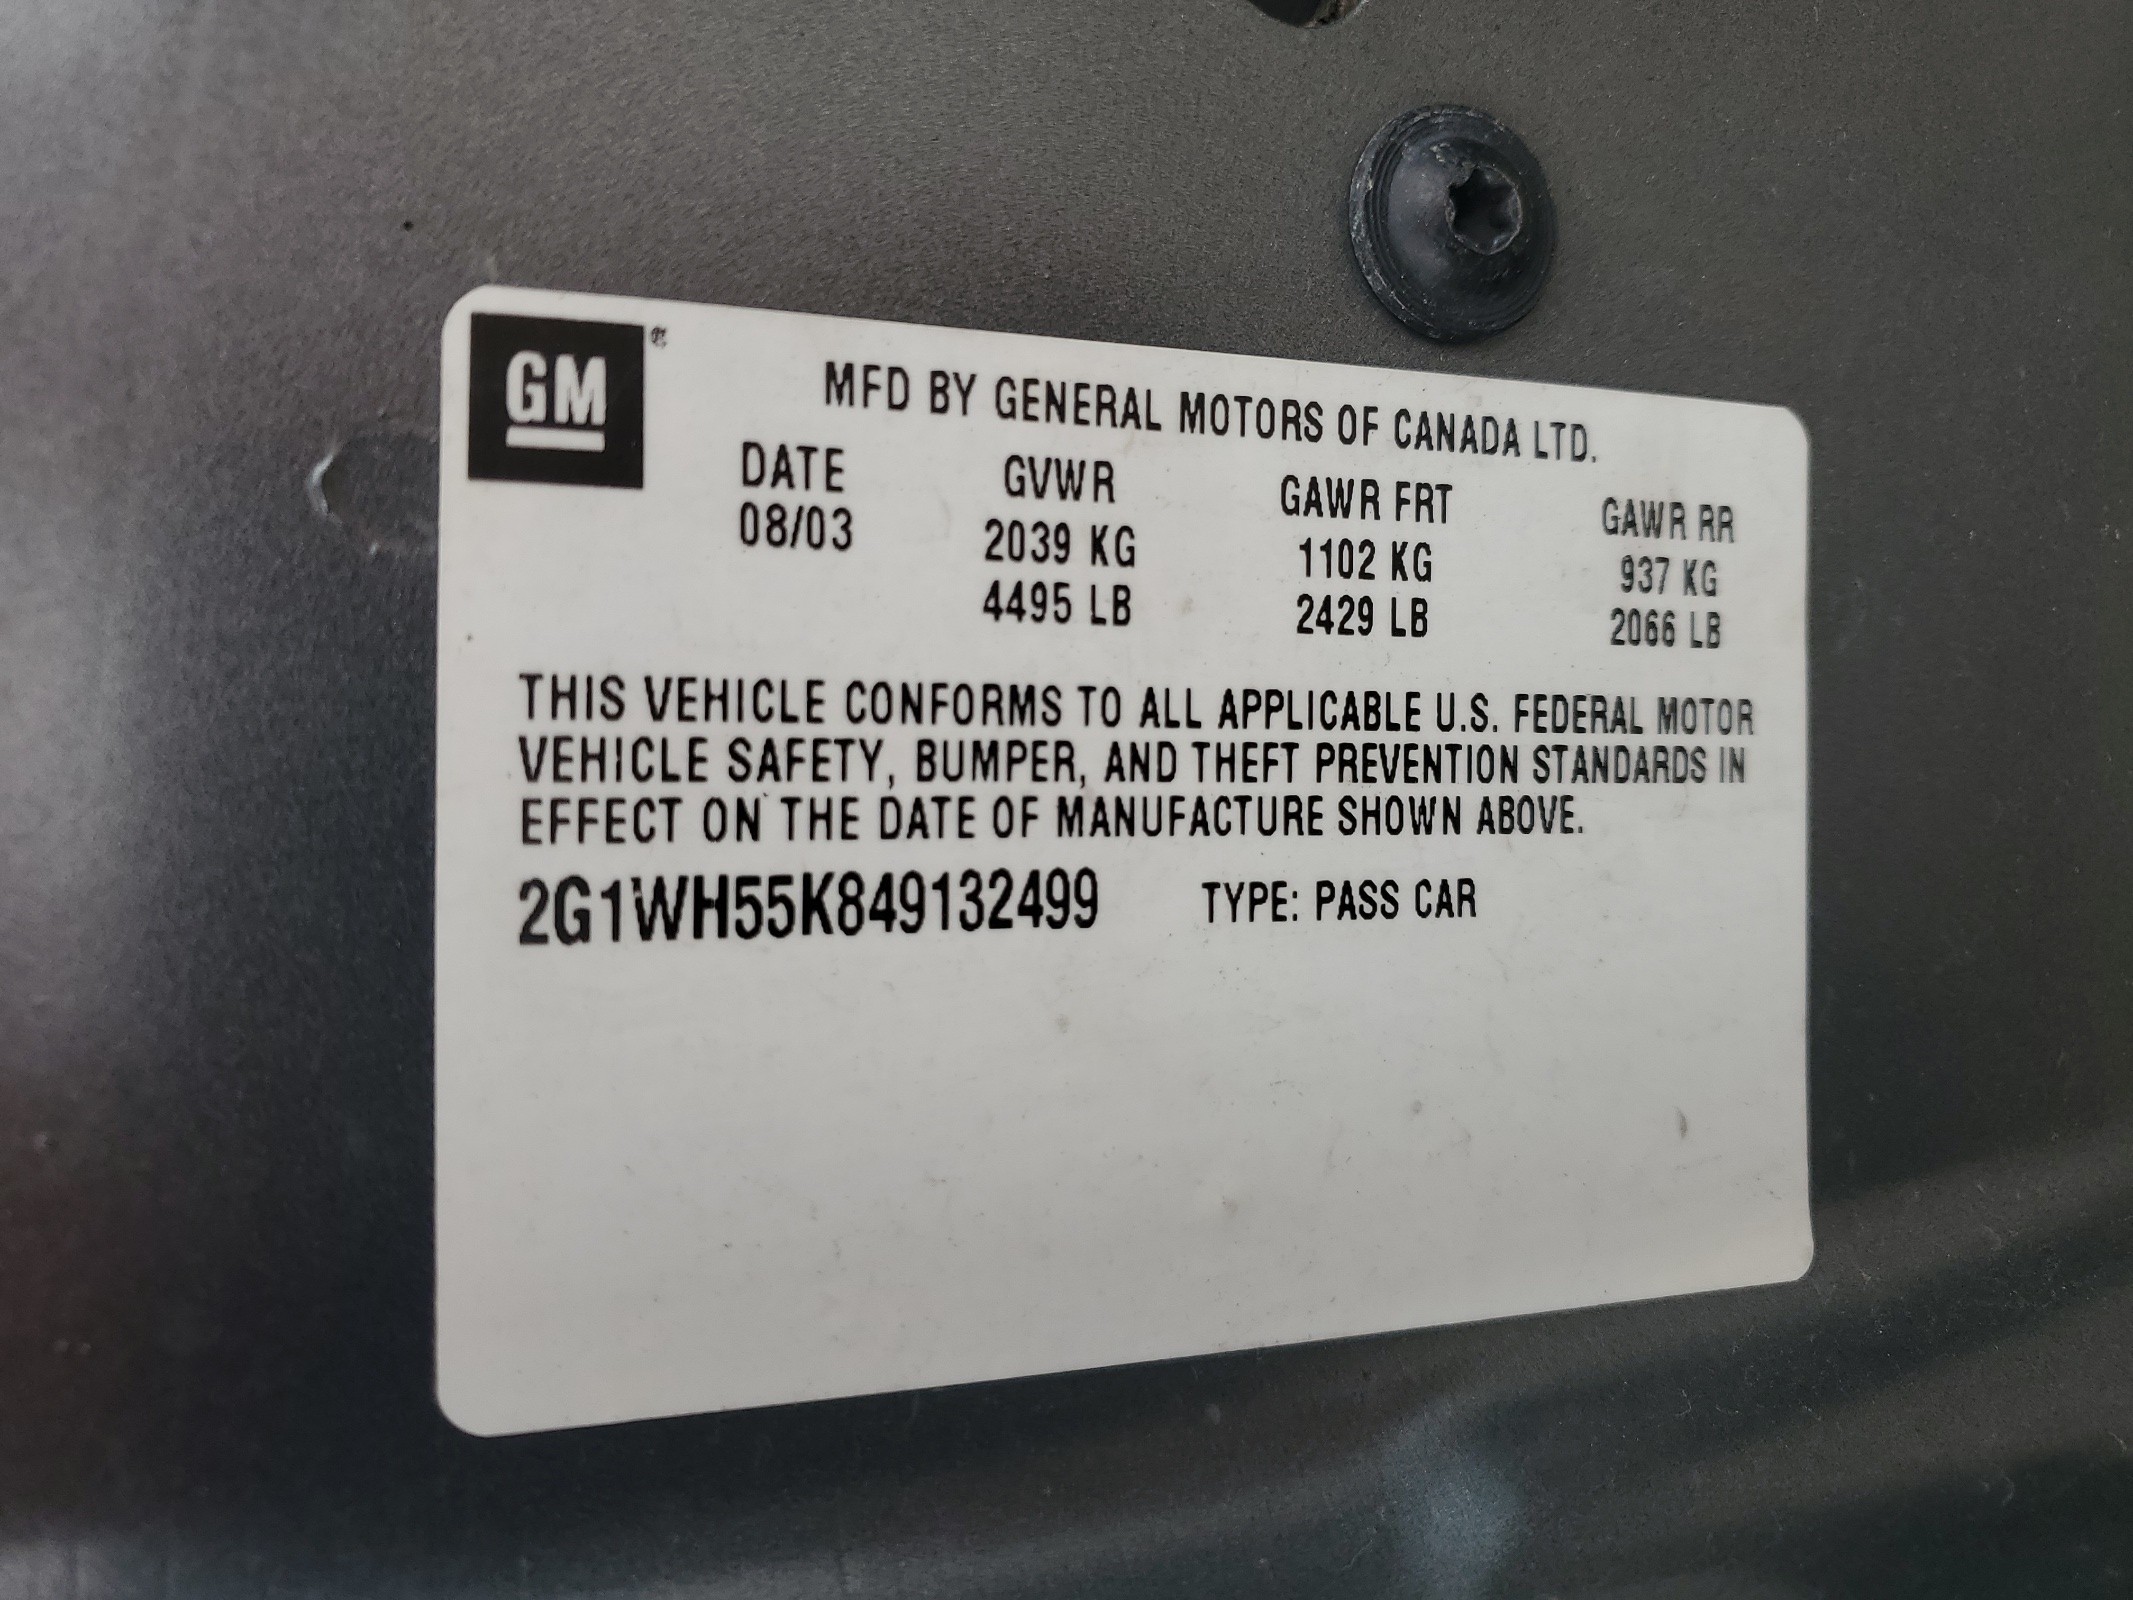 GM
MFD BY GENERAL MOTORS OF CANADA LTD.
DATE GVWR GAWR FRT GAWR RR
08/03 2039 KG 1102 KG 937 KG
4495 LB 2429 LB 2066 LB
THIS VEHICLE CONFORMS TO ALL APPLICABLE U.S. FEDERAL MOTOR
VEHICLE SAFETY, BUMPER, AND THEFT PREVENTION STANDARDS IN
EFFECT ON THE DATE OF MANUFACTURE SHOWN ABOVE.
2G1WH55K849132499 TYPE: PASS CAR